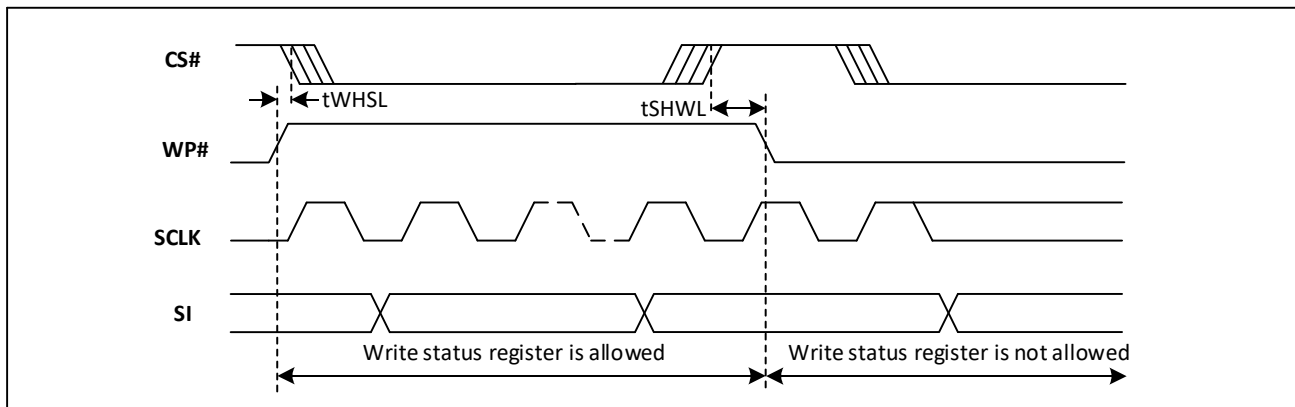 CS#
tWHSL
tSHWL
WP#
SCLK
SI
Write status register is allowed
Write status register is not allowed